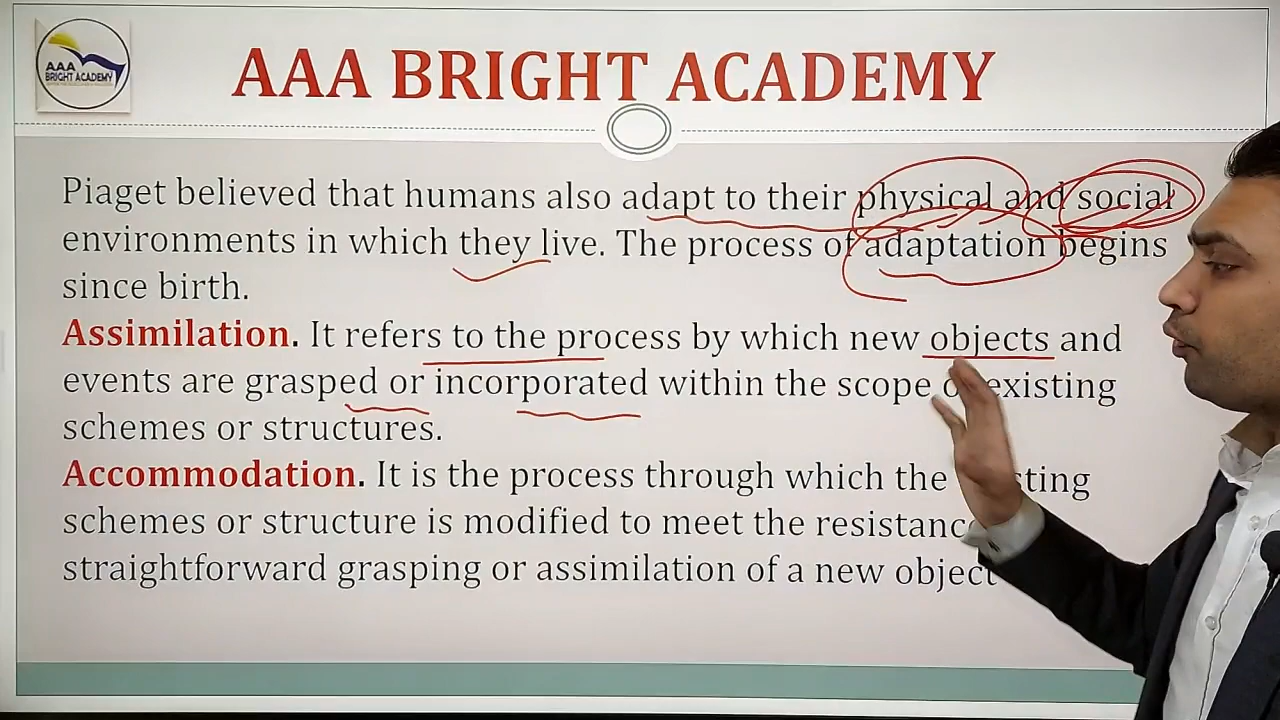 AAA
BRIGHT ACADEMY
AAA BRIGHT ACADEMY
Piaget believed that humans also adapt to their physical and social
environments in which they live. The process of adaptation begins
since birth.
Assimilation. It refers to the process by which new objects and
events are grasped or incorporated within the scope of existing
schemes or structures.
Accommodation. It is the process through which the
schemes or structure is modified to meet the
straightforward grasping or assimilation of a new object